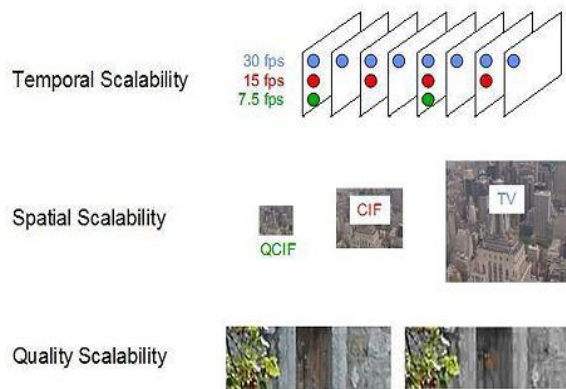 30 fps
Temporal Scalability
15 fps
7.5 fps
Spatial Scalability
QCIF
CIF
TV
Quality Scalability